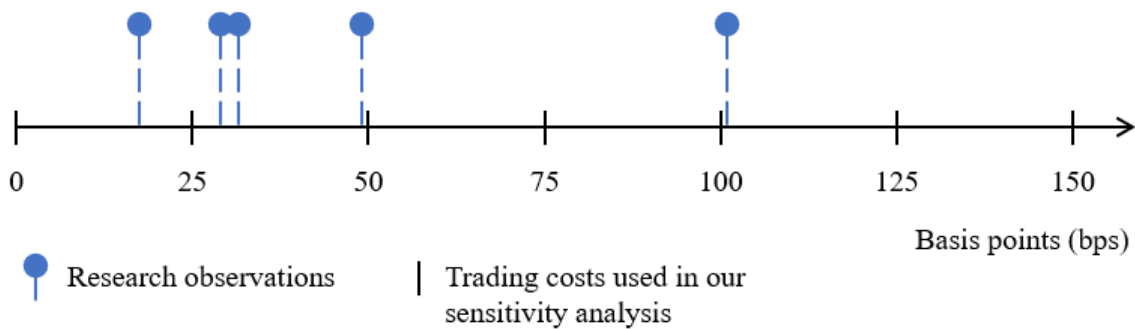 0 25 50 75 100 125 150
Basis points (bps)
Research observations
Trading costs used in our
sensitivity analysis